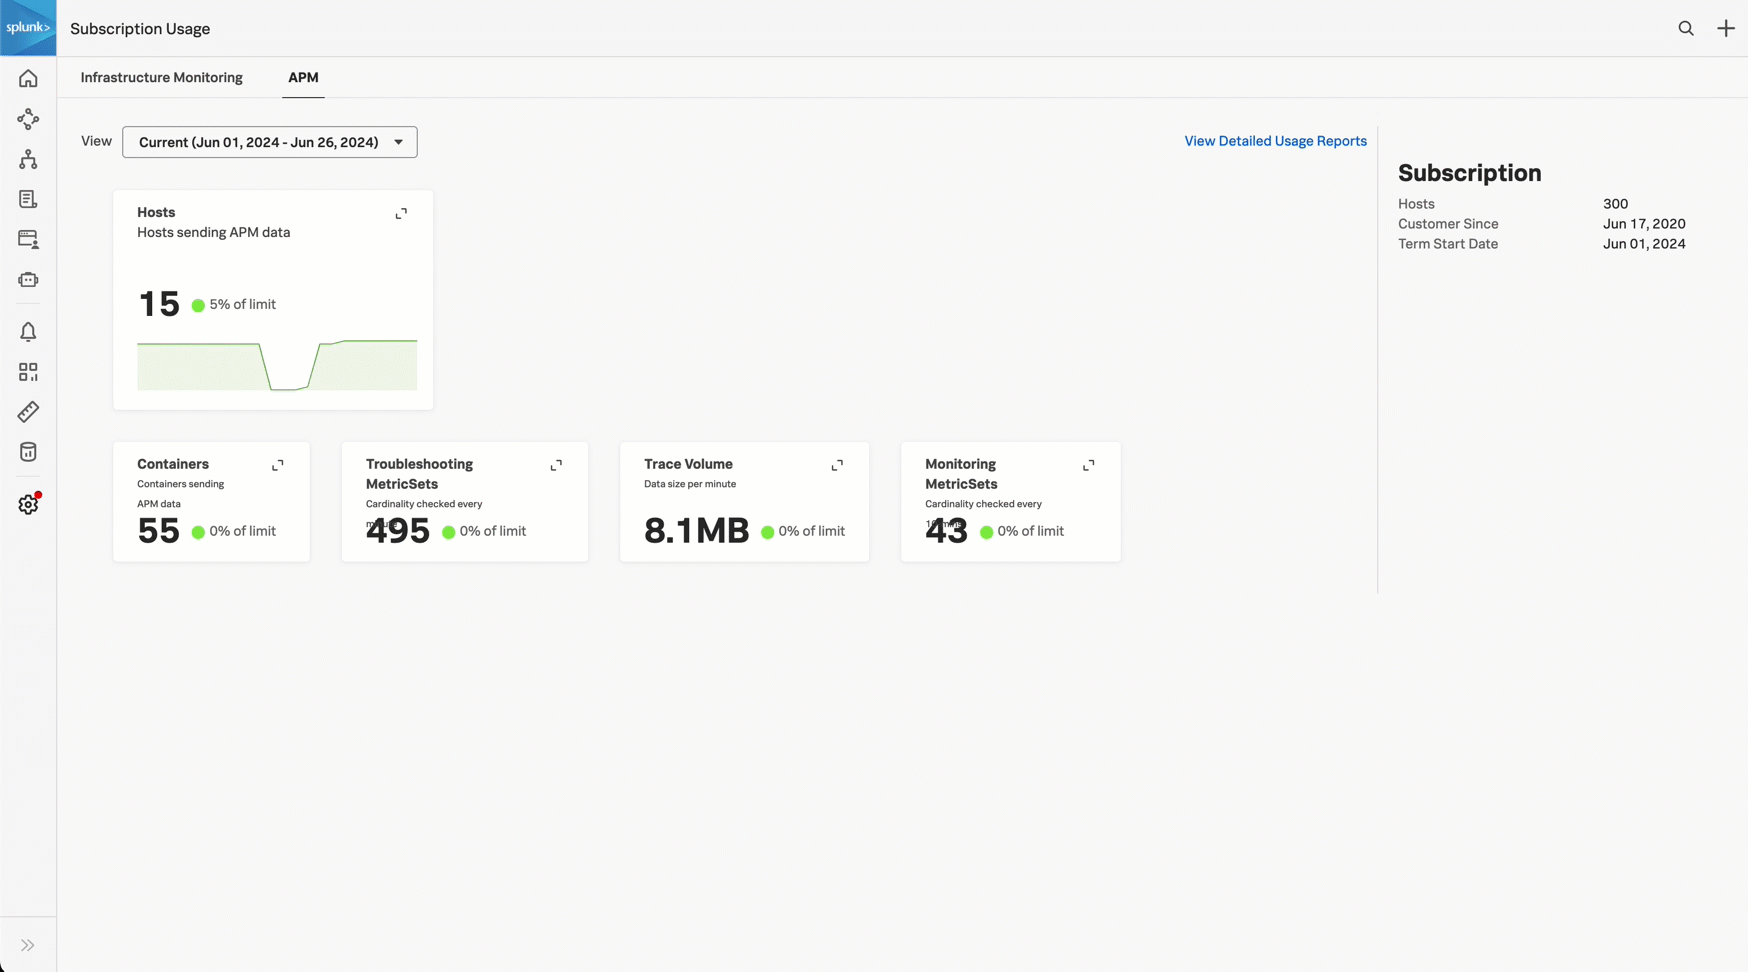 splunk>
Subscription Usage
Infrastructure Monitoring
APM
View
Current (Jun 01, 2024 - Jun 26, 2024)
View Detailed Usage Reports
Subscription
Hosts 300
Customer Since Jun 17, 2020
Term Start Date Jun 01, 2024
Hosts
Hosts sending APM data
15
5% of limit
Containers
Containers sending
APM data
55
0% of limit
Troubleshooting
MetricSets
Cardinality checked every
495
0% of limit
Trace Volume
Data size per minute
8.1MB
0% of limit
Monitoring
MetricSets
Cardinality checked every
43
0% of limit